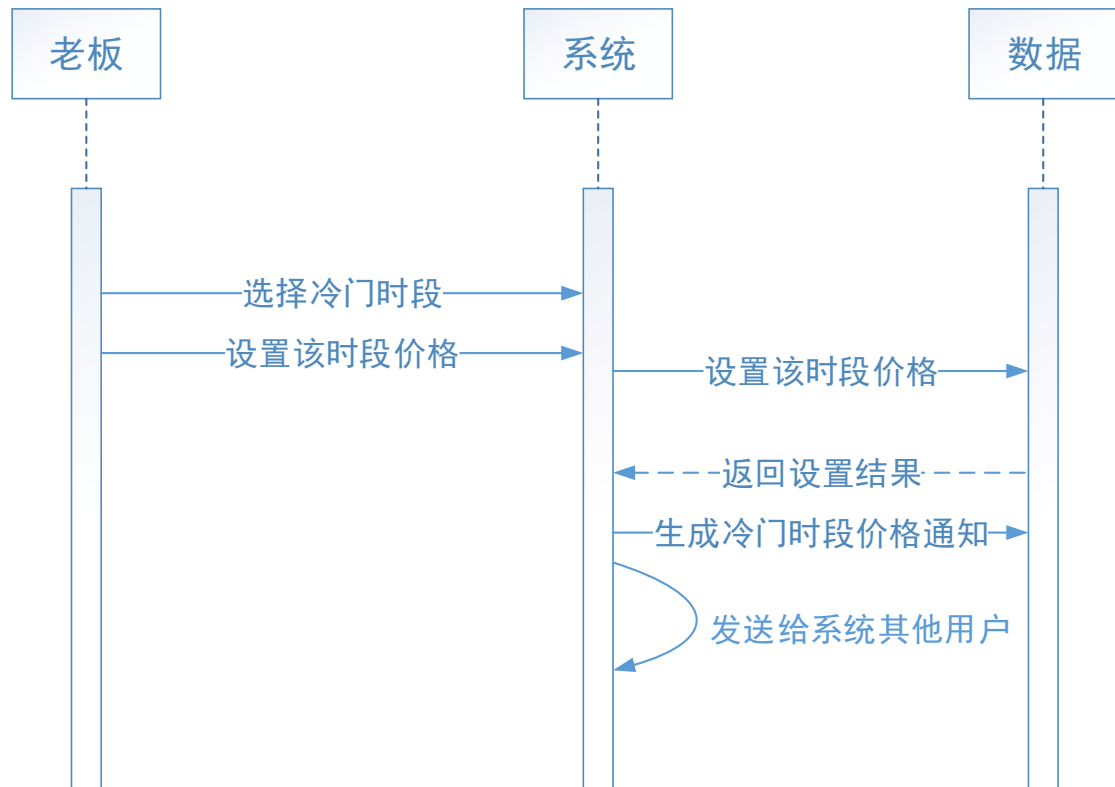 老板
系统
数据
选择冷门时段
设置该时段价格
设置该时段价格
返回设置结果
生成冷门时段价格通知
发送给系统其他用户